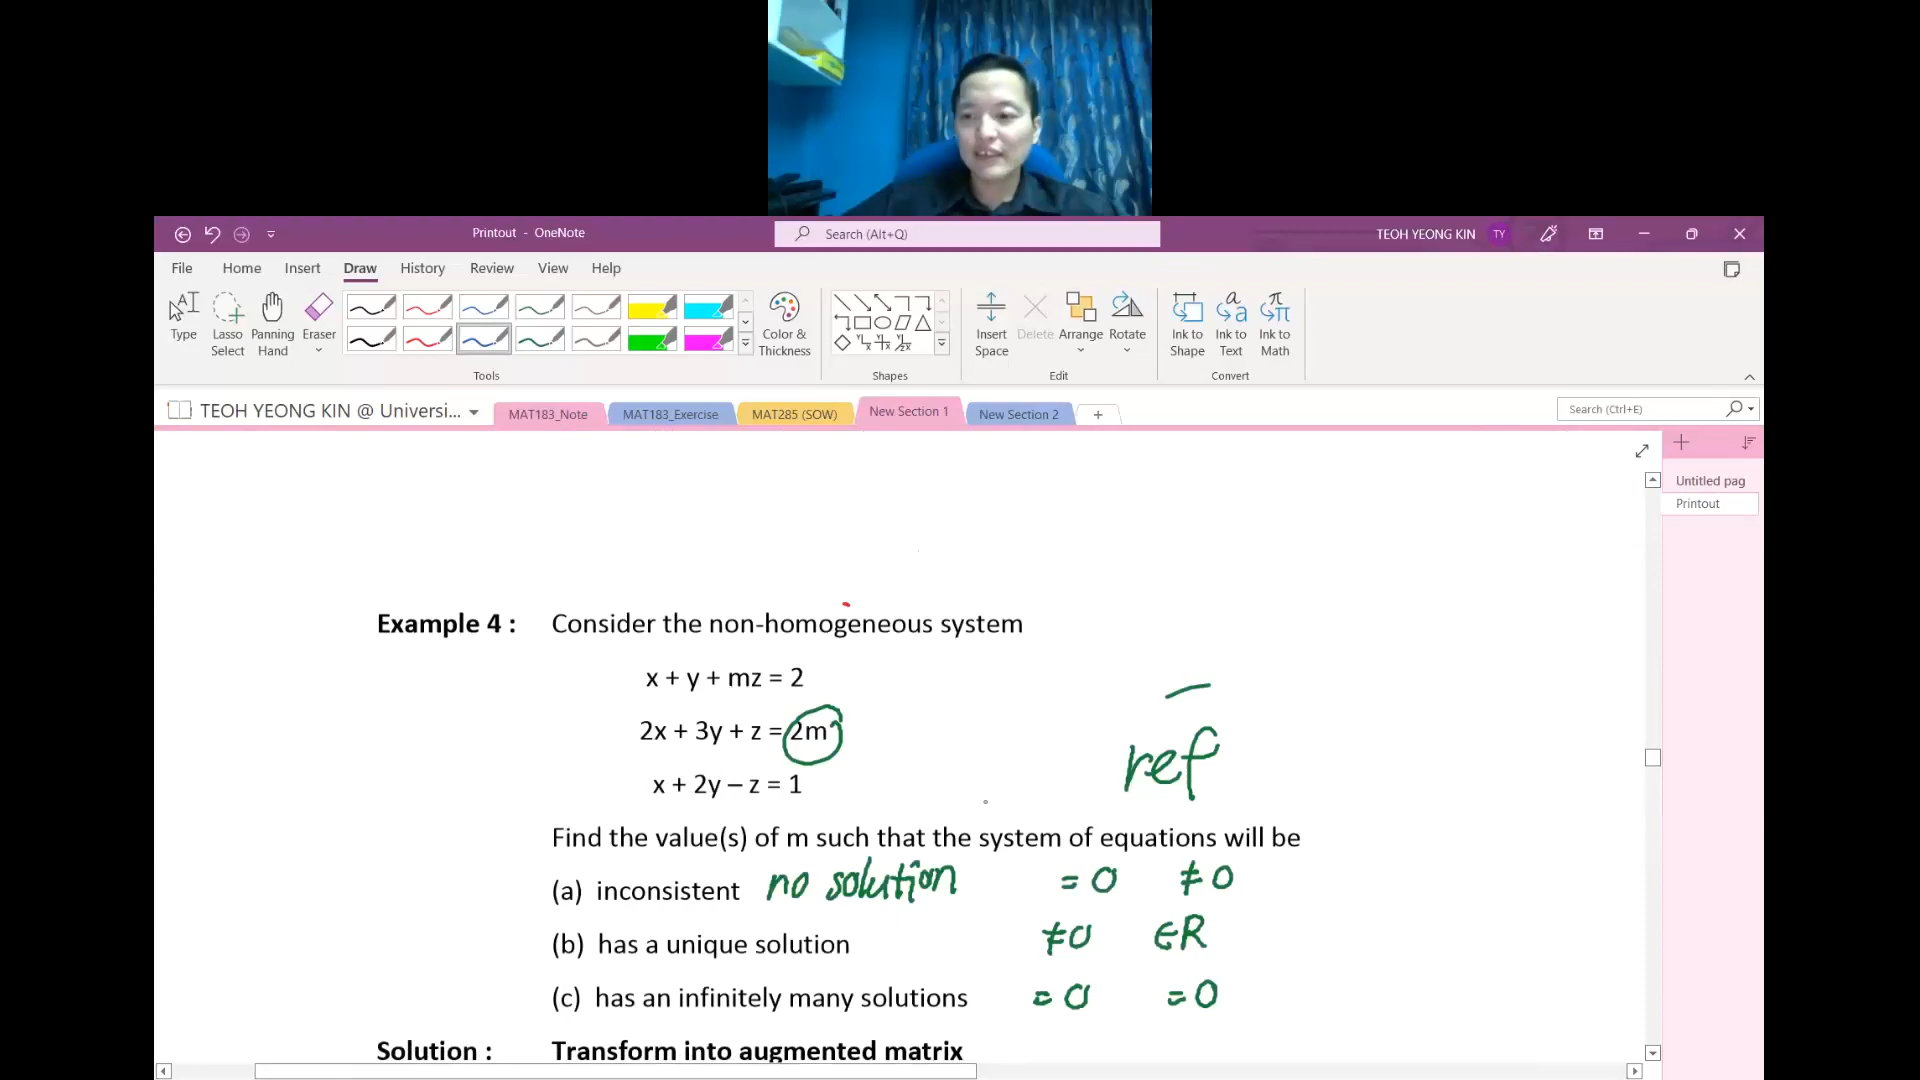 Printout - OneNote
Search (Alt+Q)
TEOH YEONG KIN
TY
File Home Insert Draw History Review View Help
Type
Lasso Select
Panning Hand
Eraser
Color & Thickness
Insert Space
Delete
Arrange
Rotate
Ink to Shape
Ink to Text
Ink to Math
Tools
Shapes
Edit
Convert
TEOH YEONG KIN @ Universi...
MAT183_Note
MAT183_Exercise
MAT285 (SOW)
New Section 1
New Section 2
Search (Ctrl+E)
Untitled pag
Printout
Example 4 : Consider the non-homogeneous system
x + y + mz = 2
2x + 3y + z = 2m
x + 2y – z = 1
ref
Find the value(s) of m such that the system of equations will be
(a) inconsistent no solution = 0 ≠ 0
(b) has a unique solution ≠ 0 ∈ R
(c) has an infinitely many solutions = 0 = 0
Solution : Transform into augmented matrix